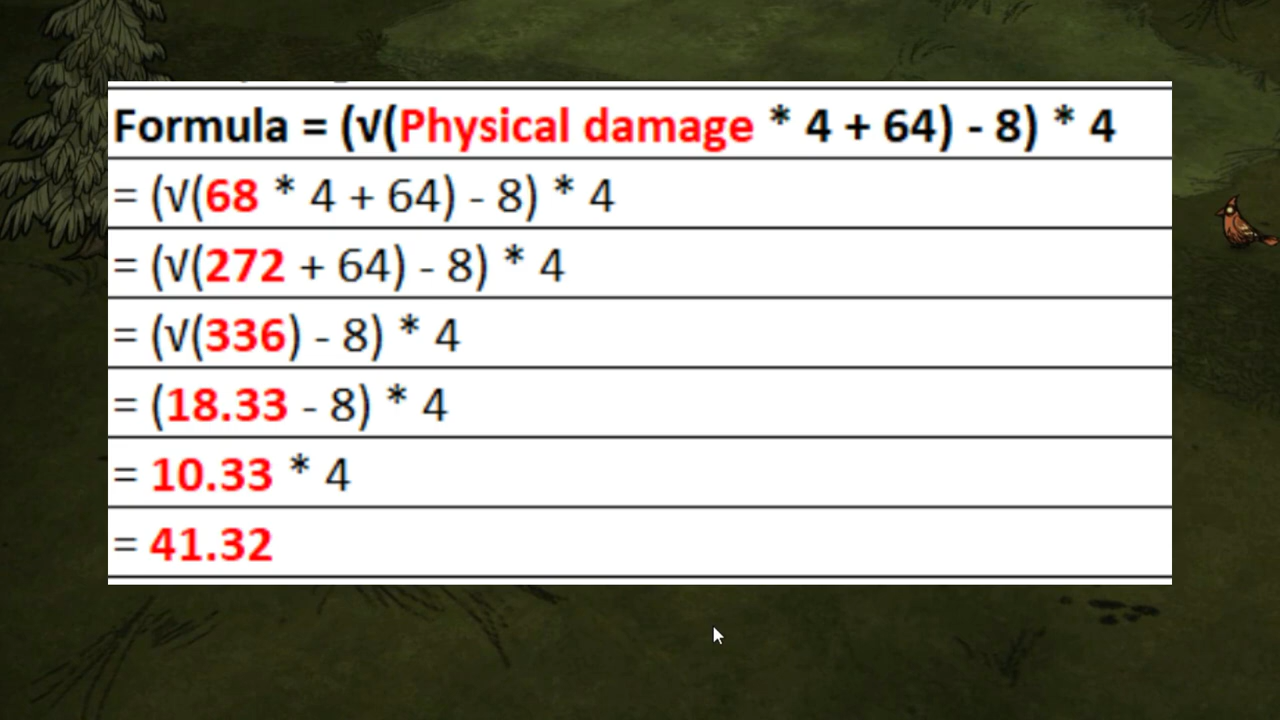 Formula = (√(Physical damage * 4 + 64) - 8) * 4
= (√(68 * 4 + 64) - 8) * 4
= (√(272 + 64) - 8) * 4
= (√(336) - 8) * 4
= (18.33 - 8) * 4
= 10.33 * 4
= 41.32